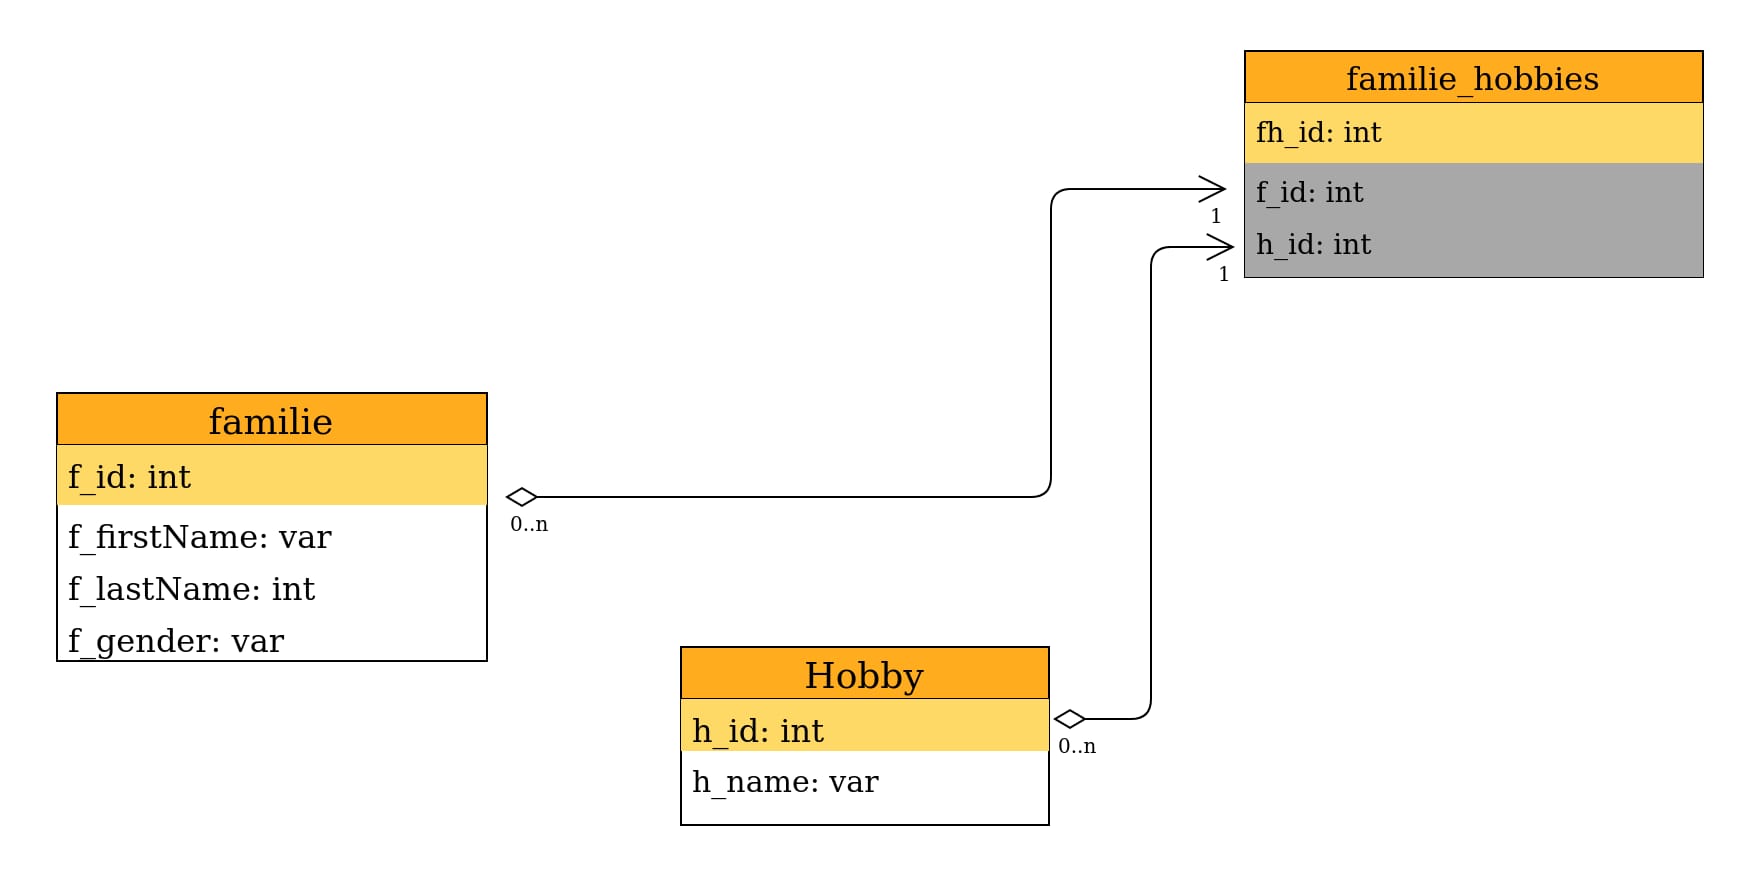 familie_hobbies
fh_id: int
f_id: int
h_id: int
1
1
familie
f_id: int
f_firstName: var
f_lastName: int
f_gender: var
0..n
Hobby
h_id: int
h_name: var
0..n